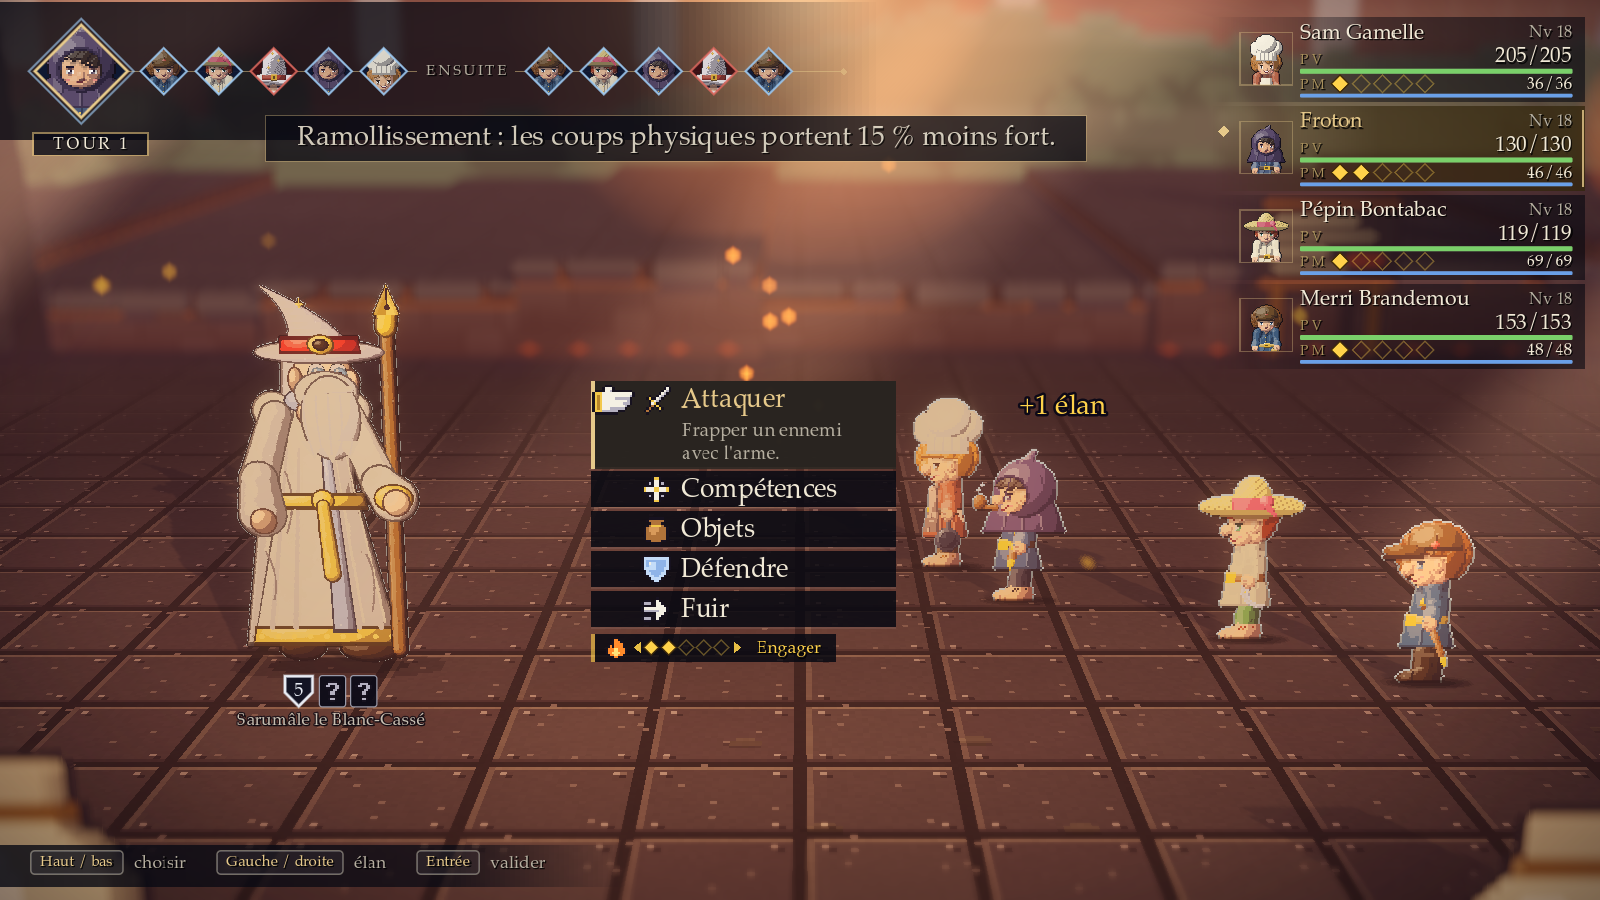 ENSUITE
TOUR 1
Ramollissement : les coups physiques portent 15 % moins fort.
Sam Gamelle Nv 18
PV 205/205
PM 36/36
Froton Nv 18
PV 130/130
PM 46/46
Pépin Bontabac Nv 18
PV 119/119
PM 69/69
Merri Brandemou Nv 18
PV 153/153
PM 48/48
+1 élan
Attaquer
Frapper un ennemi
avec l'arme.
Compétences
Objets
Défendre
Fuir
Engager
5 ? ?
Sarumâle le Blanc-Cassé
Haut / bas choisir Gauche / droite élan Entrée valider